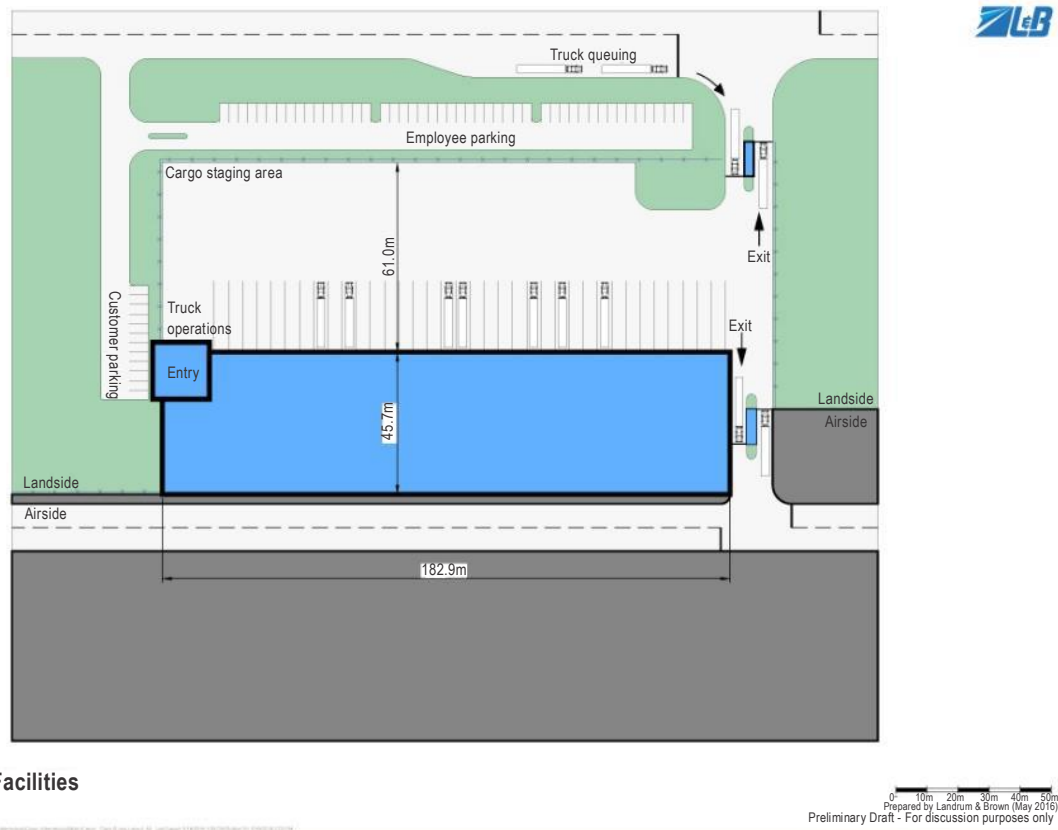 L&B
Truck queuing
Employee parking
Cargo staging area
61.0m
Exit
Customer parking
Truck
operations
Exit
Entry
45.7m
Landside
Airside
Landside
Airside
182.9m
Facilities
0 10m 20m 30m 40m 50m
Prepared by Landrum & Brown (May 2016)
Preliminary Draft - For discussion purposes only